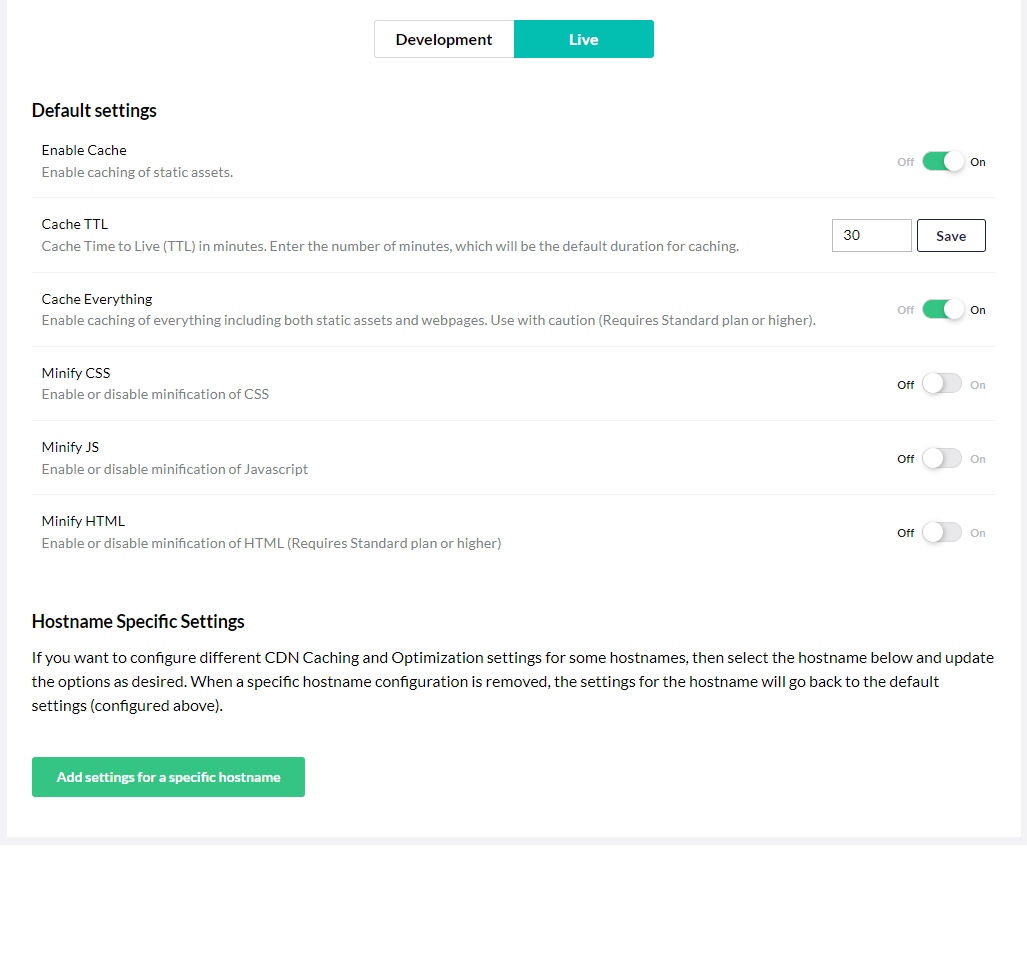 Development Live
Default settings
Enable Cache
Enable caching of static assets.
Off On
Cache TTL
Cache Time to Live (TTL) in minutes. Enter the number of minutes, which will be the default duration for caching.
30 Save
Cache Everything
Enable caching of everything including both static assets and webpages. Use with caution (Requires Standard plan or higher).
Off On
Minify CSS
Enable or disable minification of CSS
Off On
Minify JS
Enable or disable minification of Javascript
Off On
Minify HTML
Enable or disable minification of HTML (Requires Standard plan or higher)
Off On
Hostname Specific Settings
If you want to configure different CDN Caching and Optimization settings for some hostnames, then select the hostname below and update
the options as desired. When a specific hostname configuration is removed, the settings for the hostname will go back to the default
settings (configured above).
Add settings for a specific hostname